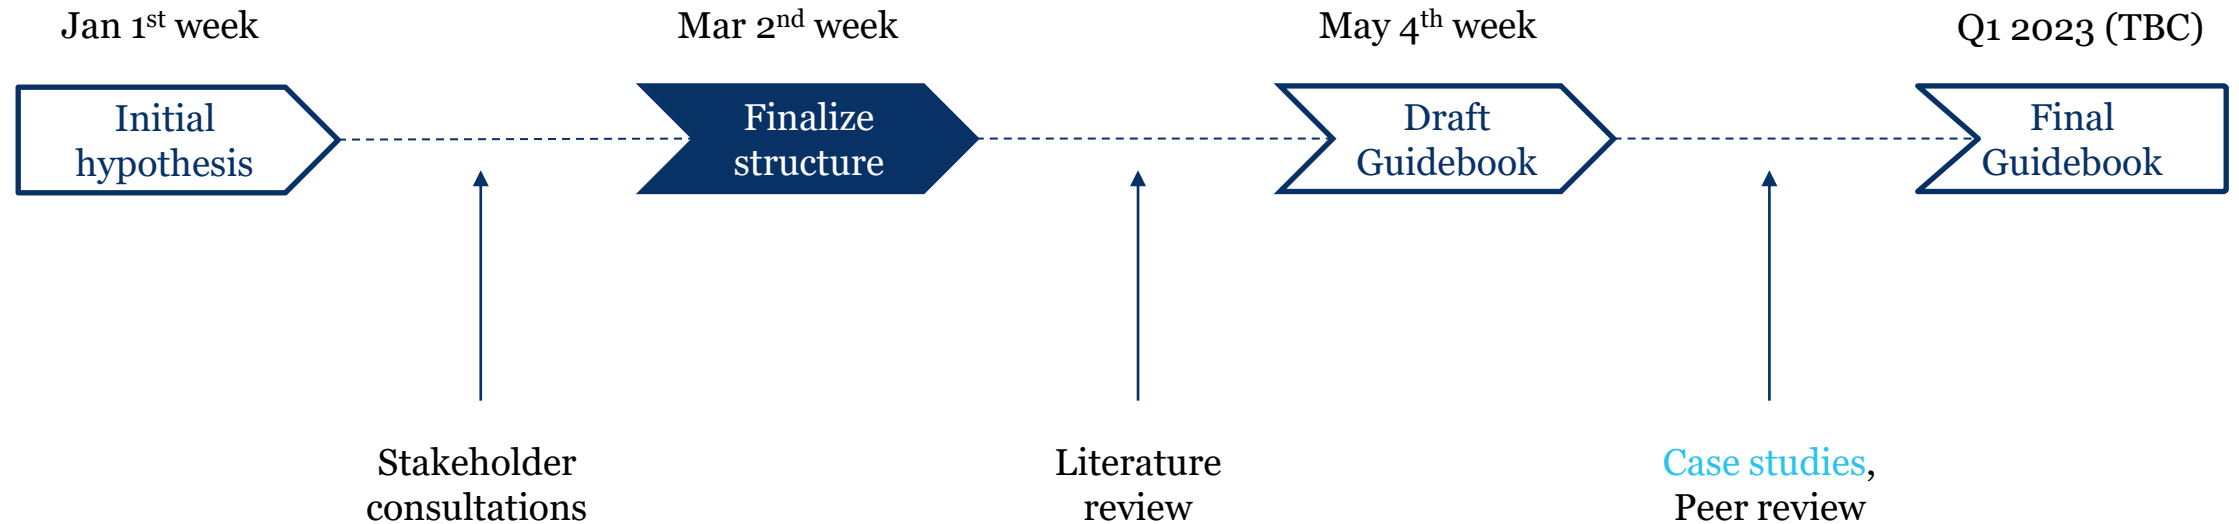 Jan 1st week
Mar 2nd week
May 4th week
Q1 2023 (TBC)
Initial
hypothesis
Finalize
structure
Draft
Guidebook
Final
Guidebook
Stakeholder
consultations
Literature
review
Case studies,
Peer review